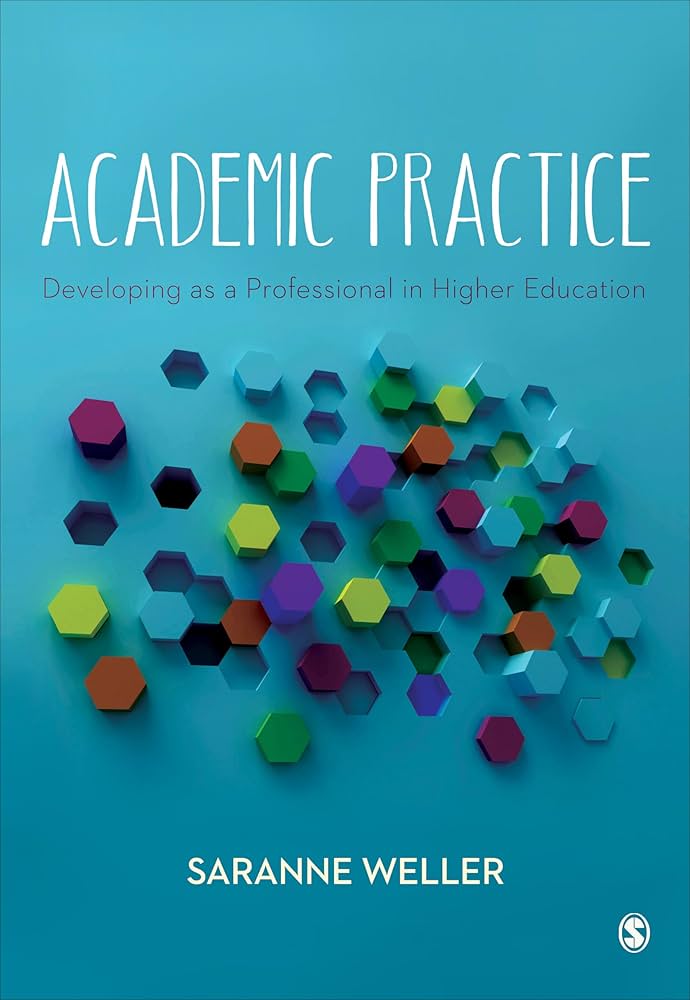 ACADEMIC PRACTICE
Developing as a Professional in Higher Education
SARANNE WELLER
S